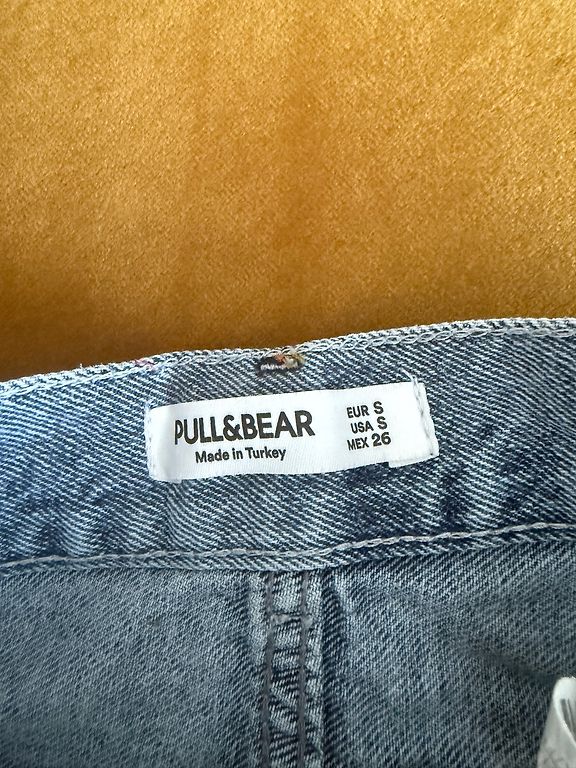 PULL&BEAR
Made in Turkey
EUR S
USA S
MEX 26